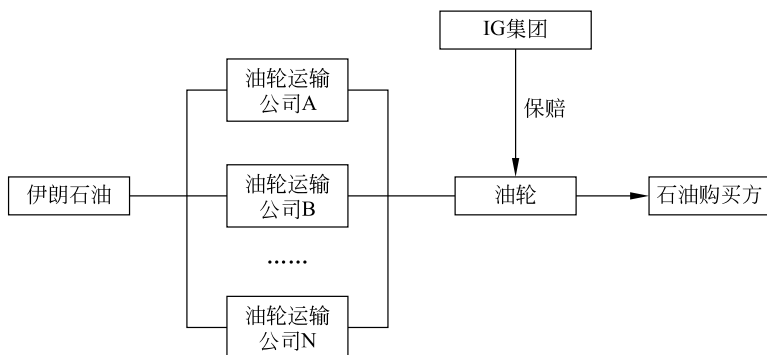 IG集团
油轮运输
公司A
保赔
伊朗石油
油轮运输
公司B
油轮
石油购买方
……
油轮运输
公司N